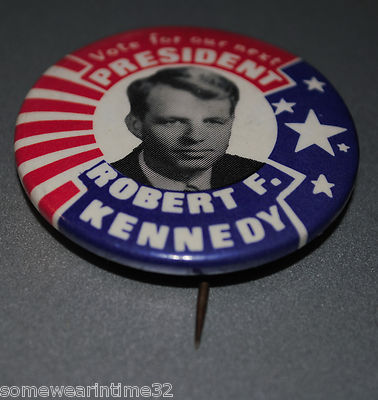 Vote for our next
PRESIDENT
ROBERT F.
KENNEDY
somewearintime32